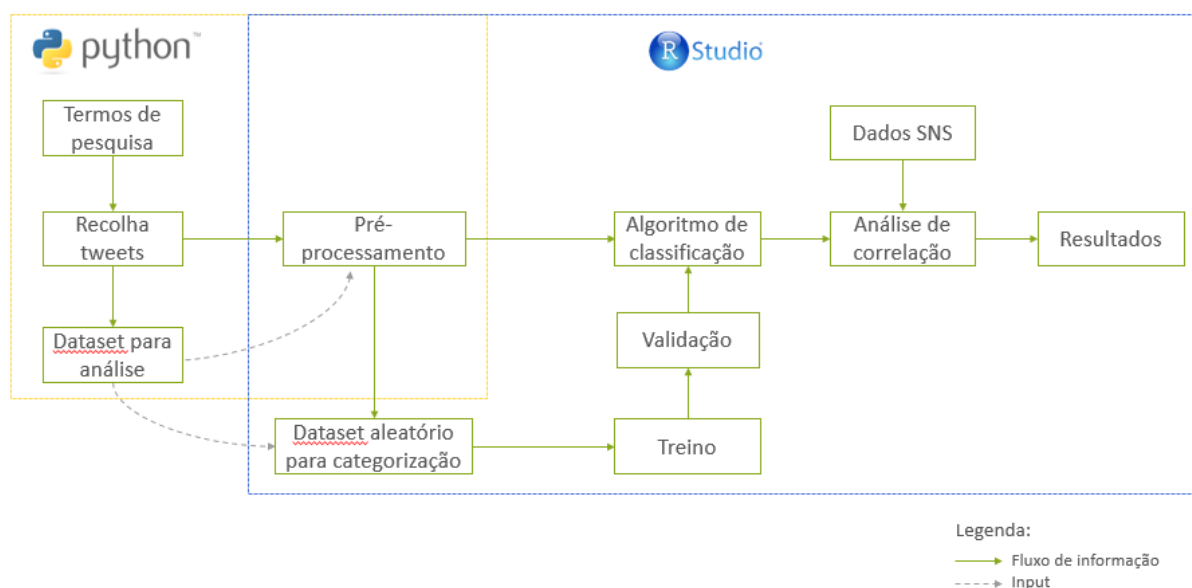 python™
R Studio
Termos de
pesquisa
Dados SNS
Recolha
tweets
Pré-
processamento
Algoritmo de
classificação
Análise de
correlação
Resultados
Dataset para
análise
Validação
Dataset aleatório
para categorização
Treino
Legenda:
Fluxo de informação
Input